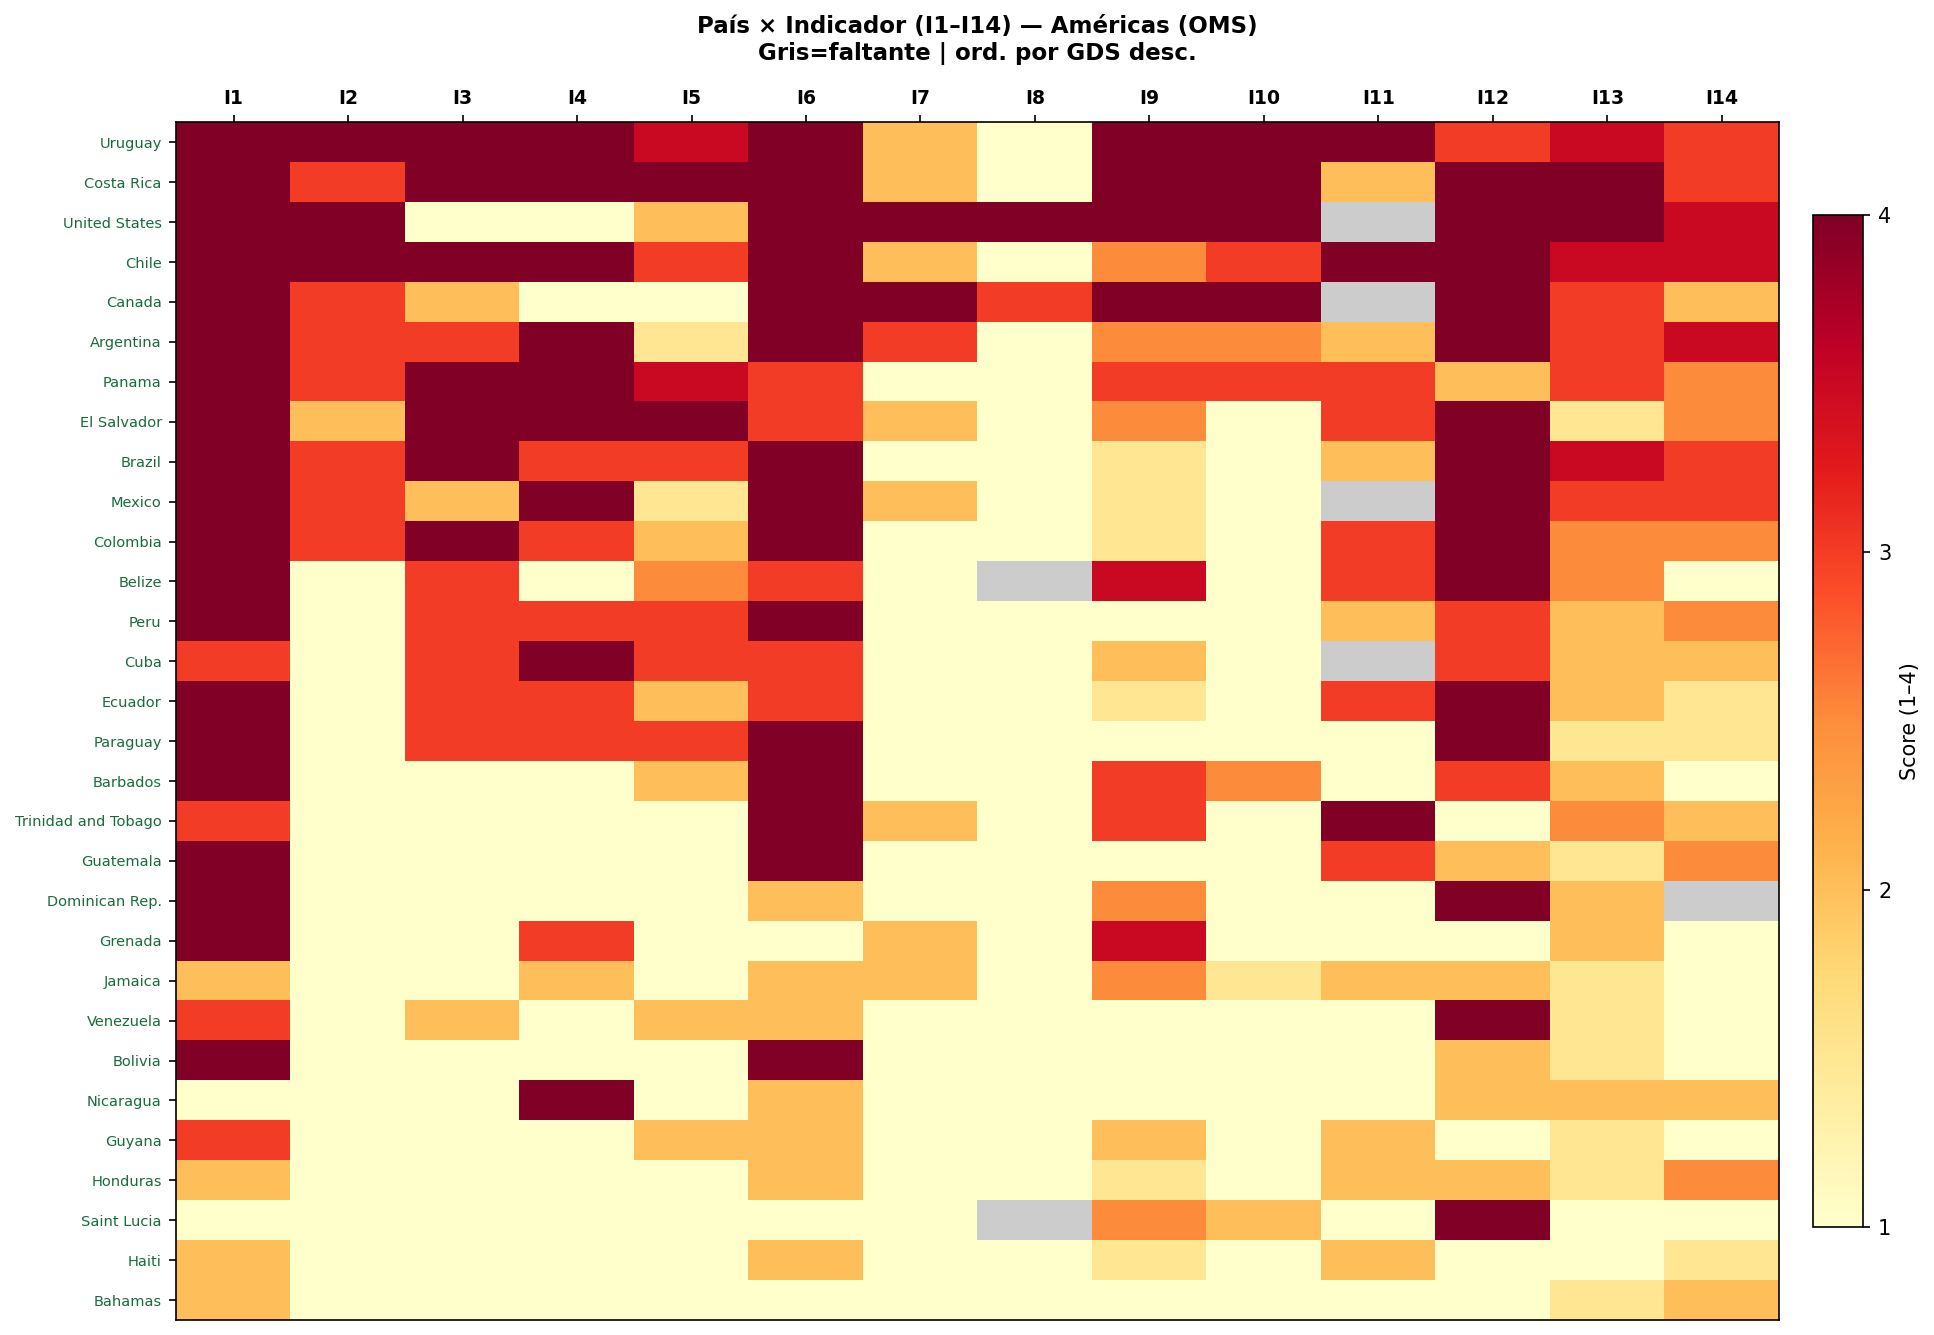 País × Indicador (I1–I14) — Américas (OMS)
Gris=faltante | ord. por GDS desc.
I1 I2 I3 I4 I5 I6 I7 I8 I9 I10 I11 I12 I13 I14
Uruguay
Costa Rica
United States
Chile
Canada
Argentina
Panama
El Salvador
Brazil
Mexico
Colombia
Belize
Peru
Cuba
Ecuador
Paraguay
Barbados
Trinidad and Tobago
Guatemala
Dominican Rep.
Grenada
Jamaica
Venezuela
Bolivia
Nicaragua
Guyana
Honduras
Saint Lucia
Haiti
Bahamas
4
3
2
1
Score (1–4)